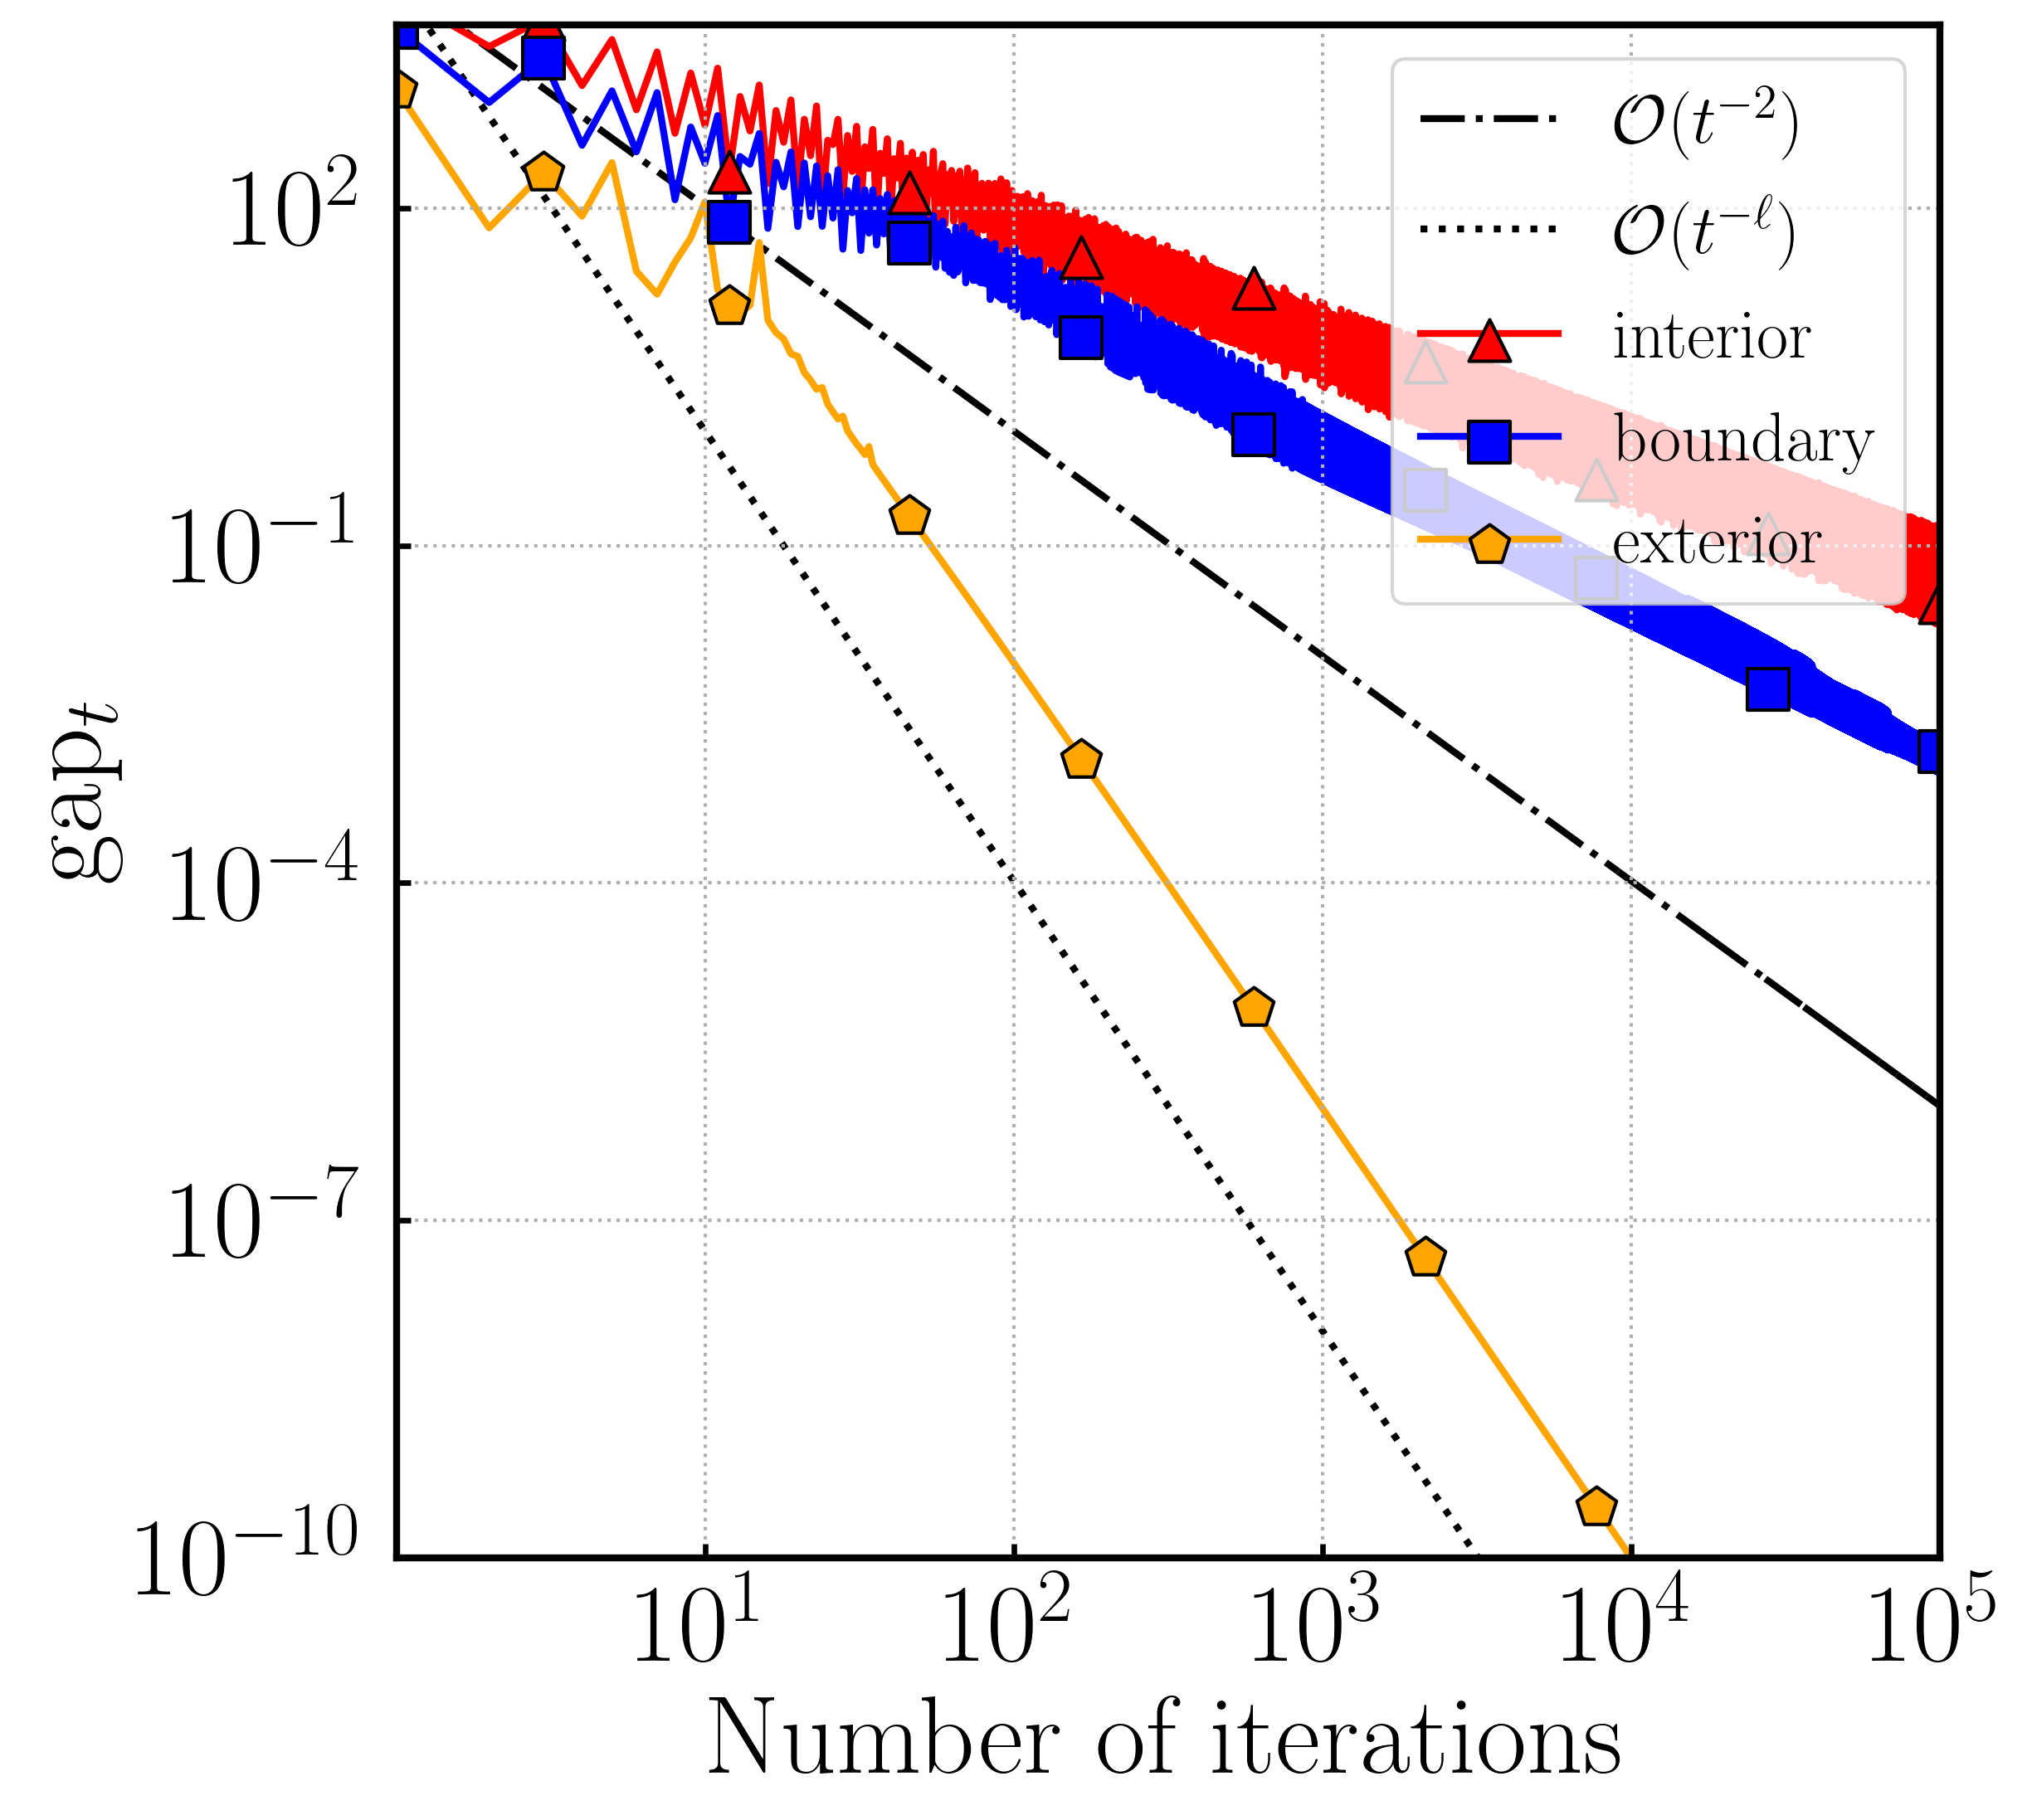 gap_t
10^2
10^{-1}
10^{-4}
10^{-7}
10^{-10}
𝒪(t^{-2})
𝒪(t^{-ℓ})
interior
boundary
exterior
10^1 10^2 10^3 10^4 10^5
Number of iterations